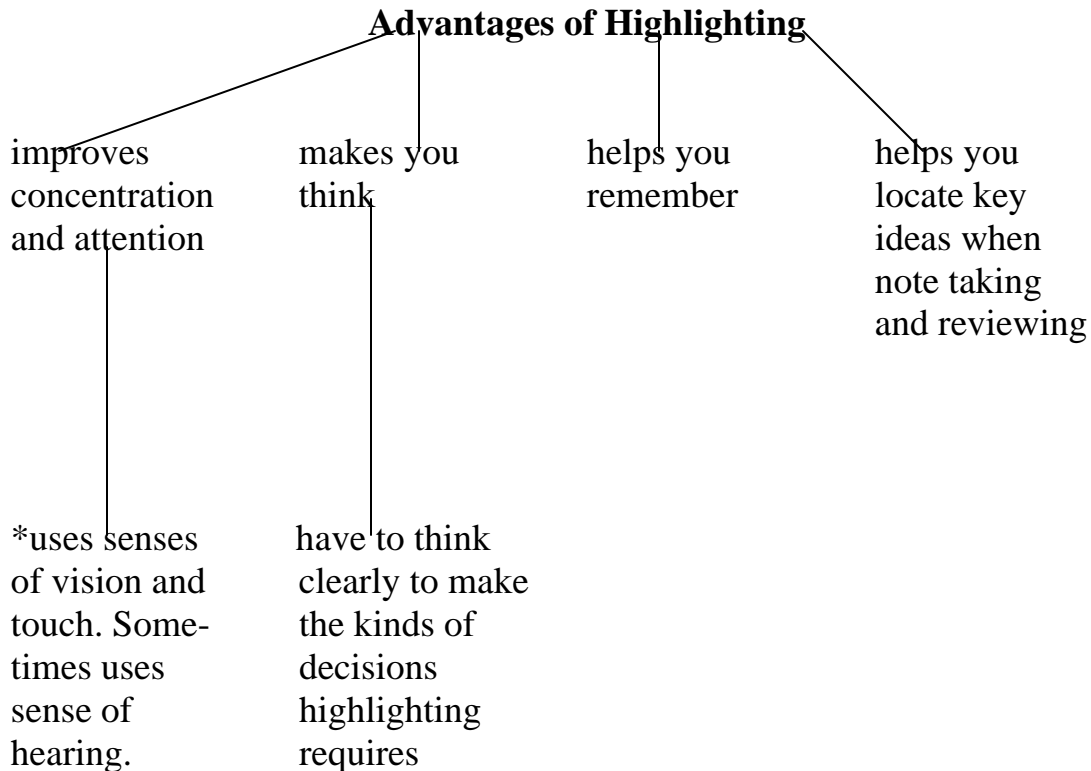 Advantages of Highlighting
improves
concentration
and attention
makes you
think
helps you
remember
helps you
locate key
ideas when
note taking
and reviewing
*uses senses
of vision and
touch. Some-
times uses
sense of
hearing.
have to think
clearly to make
the kinds of
decisions
highlighting
requires